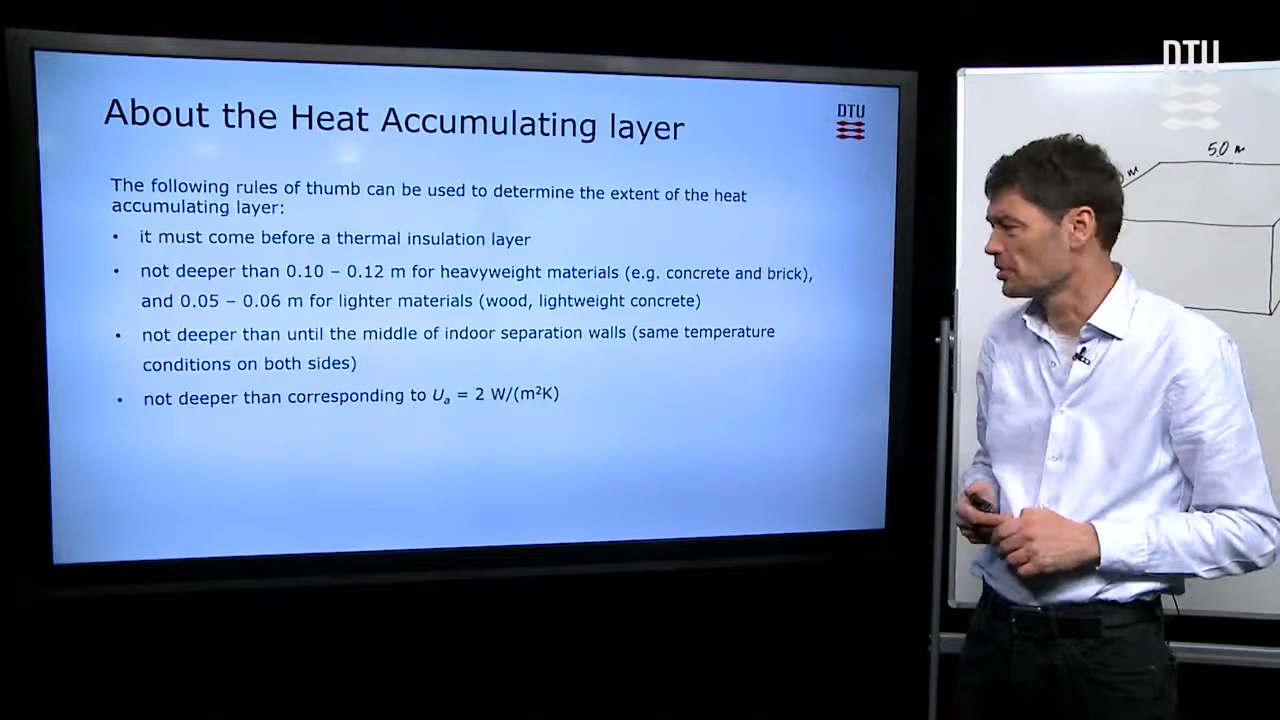 DTU
About the Heat Accumulating layer
DTU
The following rules of thumb can be used to determine the extent of the heat
accumulating layer:
• it must come before a thermal insulation layer
• not deeper than 0.10 – 0.12 m for heavyweight materials (e.g. concrete and brick),
and 0.05 – 0.06 m for lighter materials (wood, lightweight concrete)
• not deeper than until the middle of indoor separation walls (same temperature
conditions on both sides)
• not deeper than corresponding to Uₐ = 2 W/(m²K)
5.0 m
m